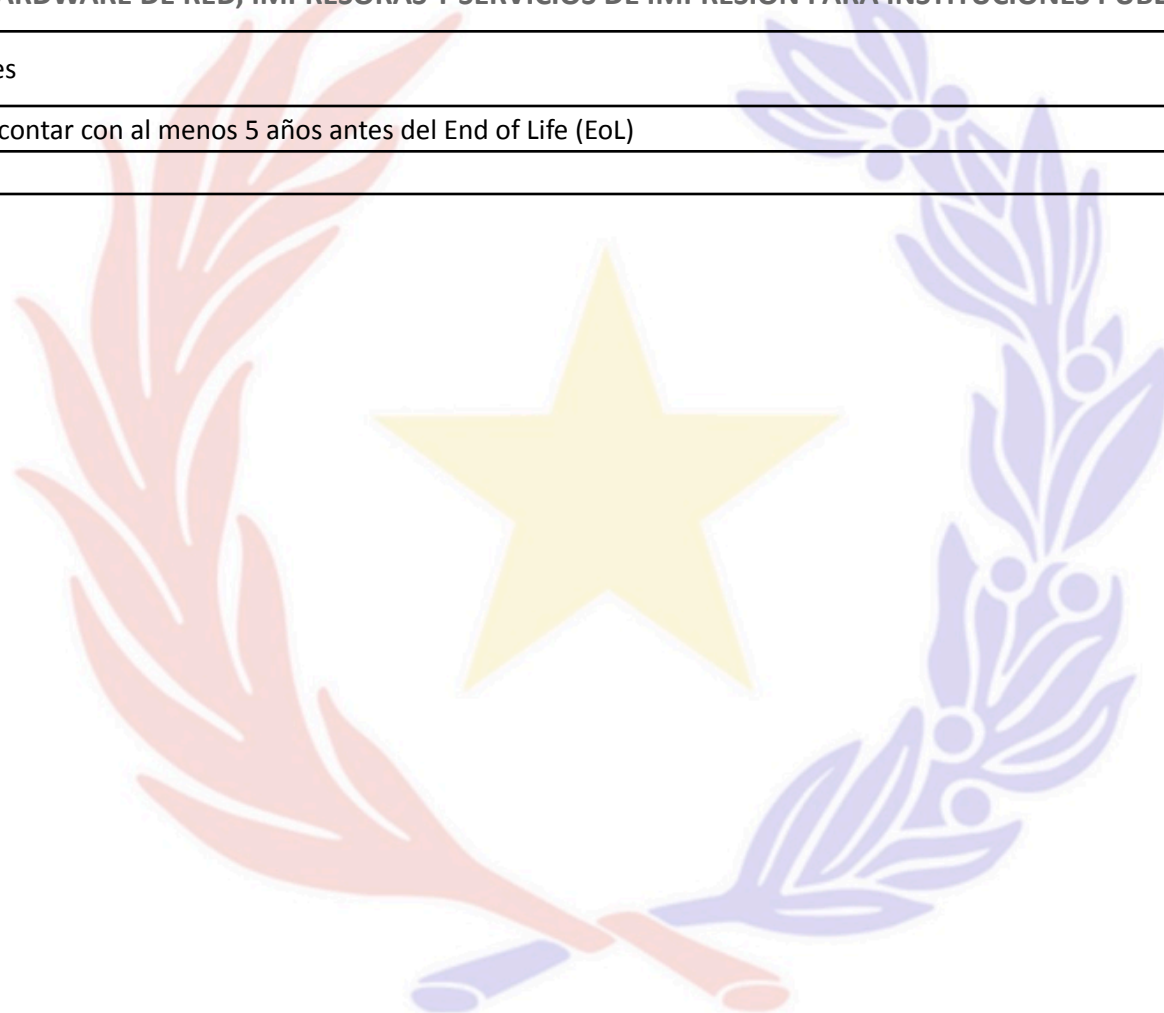 DE RED, IMPRESORAS Y SERVICIOS DE IMPRESIÓN PARA INSTITUCIONES
contar con al menos 5 años antes del End of Life (EoL)